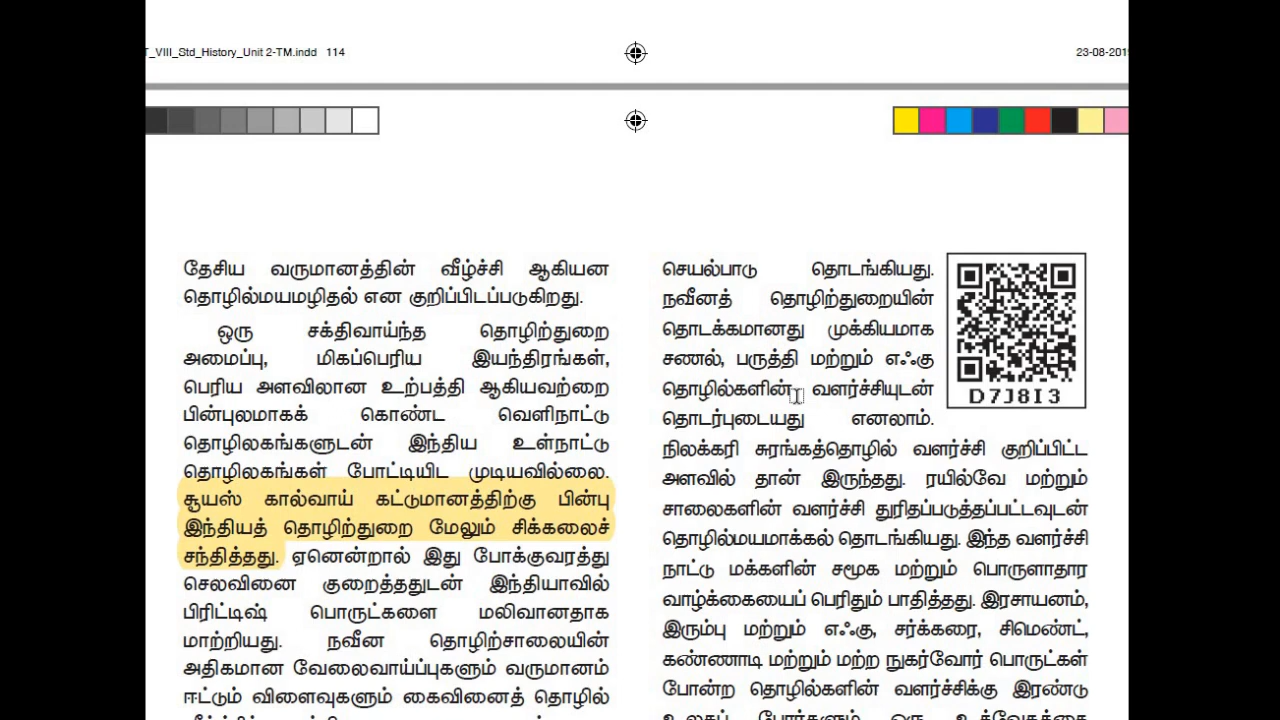 T_VIII_Std_History_Unit 2-TM.indd 114
23-08-201
தேசிய வருமானத்தின் வீழ்ச்சி ஆகியன
தொழில்மயமழிதல் என குறிப்பிடப்படுகிறது.
ஒரு சக்திவாய்ந்த தொழிற்துறை
அமைப்பு, மிகப்பெரிய இயந்திரங்கள்,
பெரிய அளவிலான உற்பத்தி ஆகியவற்றை
பின்புலமாகக் கொண்ட வெளிநாட்டு
தொழிலகங்களுடன் இந்திய உள்நாட்டு
தொழிலகங்கள் போட்டியிட முடியவில்லை.
சூயஸ் கால்வாய் கட்டுமானத்திற்கு பின்பு
இந்தியத் தொழிற்துறை மேலும் சிக்கலைச்
சந்தித்தது. ஏனென்றால் இது போக்குவரத்து
செலவினை குறைத்ததுடன் இந்தியாவில்
பிரிட்டிஷ் பொருட்களை மலிவானதாக
மாற்றியது. நவீன தொழிற்சாலையின்
அதிகமான வேலைவாய்ப்புகளும் வருமானம்
ஈட்டும் விளைவுகளும் கைவினைத் தொழில்
செயல்பாடு தொடங்கியது.
நவீனத் தொழிற்துறையின்
தொடக்கமானது முக்கியமாக
சணல், பருத்தி மற்றும் எஃகு
தொழில்களின் வளர்ச்சியுடன்
தொடர்புடையது எனலாம்.
நிலக்கரி சுரங்கத்தொழில் வளர்ச்சி குறிப்பிட்ட
அளவில் தான் இருந்தது. ரயில்வே மற்றும்
சாலைகளின் வளர்ச்சி துரிதப்படுத்தப்பட்டவுடன்
தொழில்மயமாக்கல் தொடங்கியது. இந்த வளர்ச்சி
நாட்டு மக்களின் சமூக மற்றும் பொருளாதார
வாழ்க்கையைப் பெரிதும் பாதித்தது. இரசாயனம்,
இரும்பு மற்றும் எஃகு, சர்க்கரை, சிமெண்ட்,
கண்ணாடி மற்றும் மற்ற நுகர்வோர் பொருட்கள்
போன்ற தொழில்களின் வளர்ச்சிக்கு இரண்டு
D7J8I3